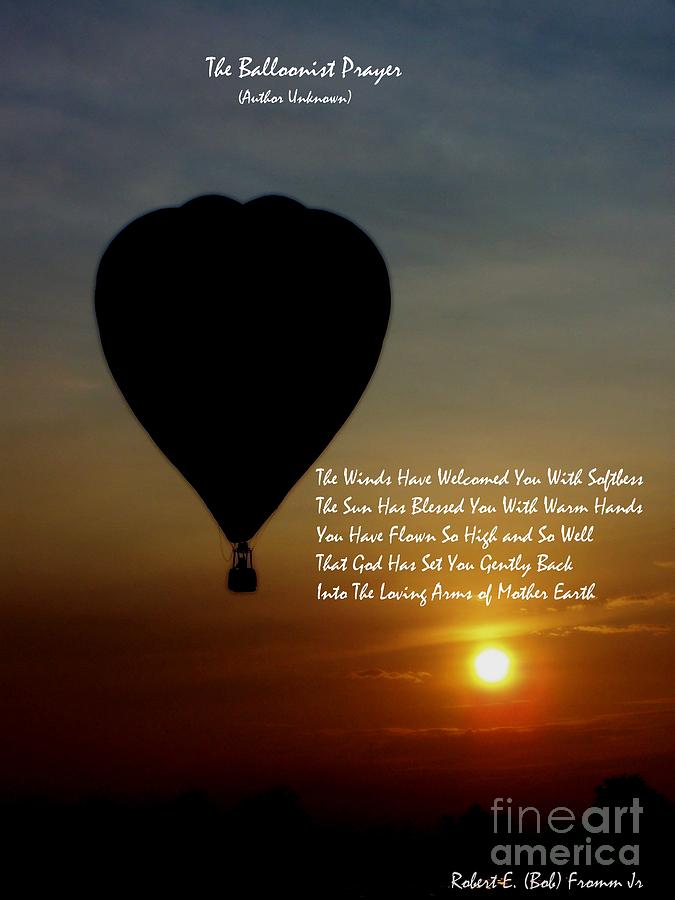 The Balloonist Prayer
(Author Unknown)
The Winds Have Welcomed You With Softbess
The Sun Has Blessed You With Warm Hands
You Have Flown So High and So Well
That God Has Set You Gently Back
Into The Loving Arms of Mother Earth
fineart
america
Robert E. (Bob) Fromm Jr